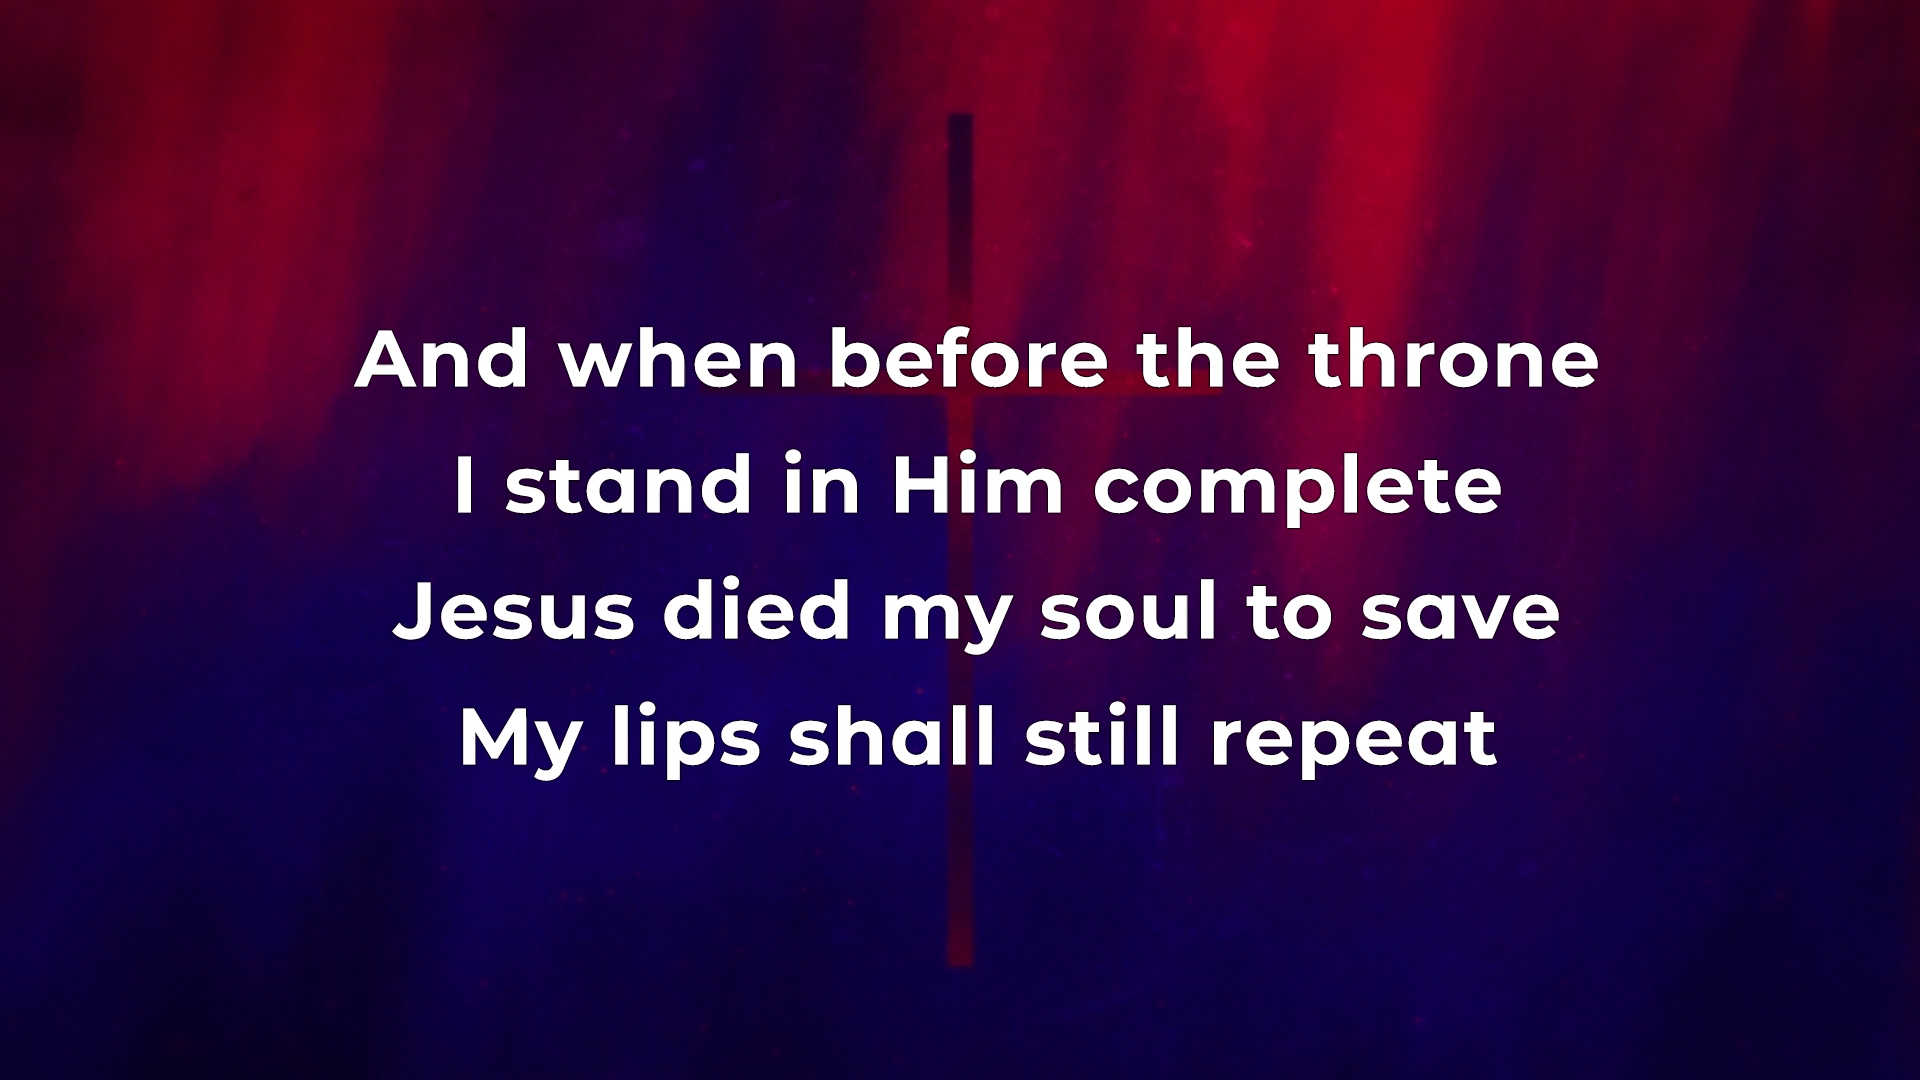 And when before the throne
I stand in Him complete
Jesus died my soul to save
My lips shall still repeat